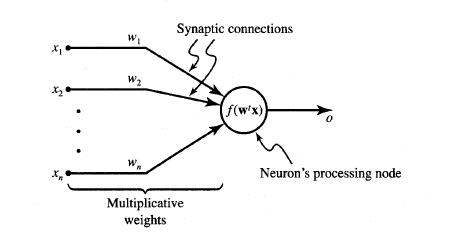 Synaptic connections
x₁ w₁
x₂ w₂
f(wᵗx)
o
xₙ wₙ
Neuron's processing node
Multiplicative
weights